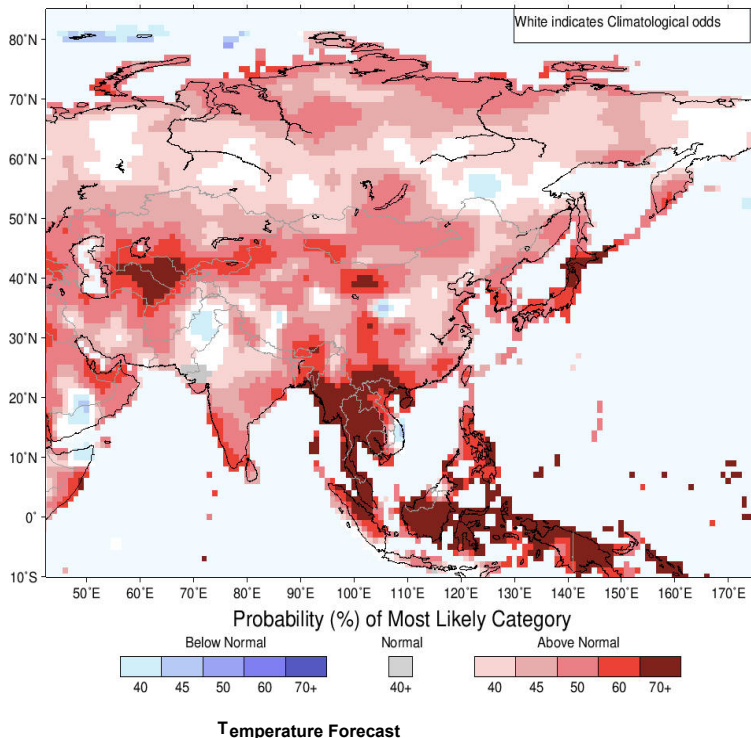 White indicates Climatological odds
80˚N
70˚N
60˚N
50˚N
40˚N
30˚N
20˚N
10˚N
0˚
10˚S
50˚E 60˚E 70˚E 80˚E 90˚E 100˚E 110˚E 120˚E 130˚E 140˚E 150˚E 160˚E 170˚E
Probability (%) of Most Likely Category
Below Normal Normal Above Normal
40 45 50 60 70+ 40+ 40 45 50 60 70+
Temperature Forecast